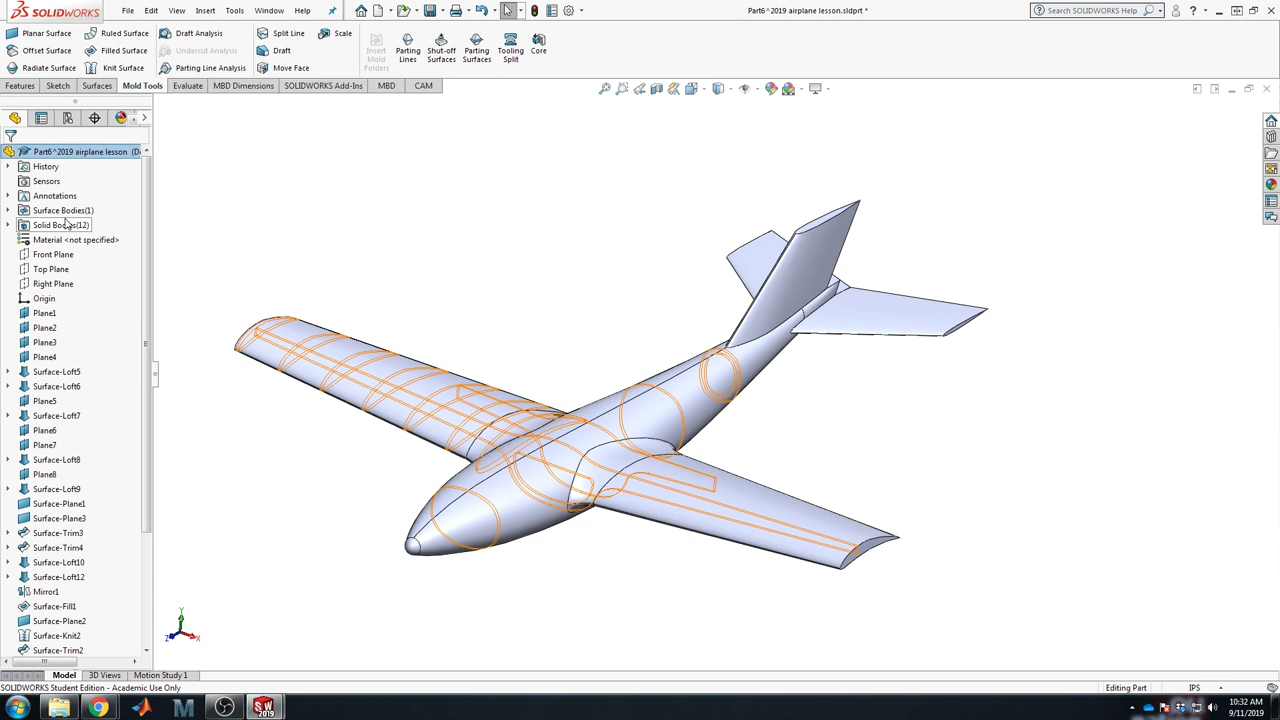 SOLIDWORKS
File Edit View Insert Tools Window Help
Part6^2019 airplane lesson.sldprt *
Search SOLIDWORKS Help
Planar Surface
Ruled Surface
Draft Analysis
Split Line
Scale
Offset Surface
Filled Surface
Undercut Analysis
Draft
Radiate Surface
Knit Surface
Parting Line Analysis
Move Face
Insert Mold Folders
Parting Lines
Shut-off Surfaces
Parting Surfaces
Tooling Split
Core
Features Sketch Surfaces Mold Tools Evaluate MBD Dimensions SOLIDWORKS Add-Ins MBD CAM
Part6^2019 airplane lesson (D
History
Sensors
Annotations
Surface Bodies(1)
Solid Bodies(12)
Material <not specified>
Front Plane
Top Plane
Right Plane
Origin
Plane1
Plane2
Plane3
Plane4
Surface-Loft5
Surface-Loft6
Plane5
Surface-Loft7
Plane6
Plane7
Surface-Loft8
Plane8
Surface-Loft9
Surface-Plane1
Surface-Plane3
Surface-Trim3
Surface-Trim4
Surface-Loft10
Surface-Loft12
Mirror1
Surface-Fill1
Surface-Plane2
Surface-Knit2
Surface-Trim2
Y
Z
X
Model 3D Views Motion Study 1
SOLIDWORKS Student Edition - Academic Use Only
Editing Part
IPS
SW
2019
10:32 AM
9/11/2019